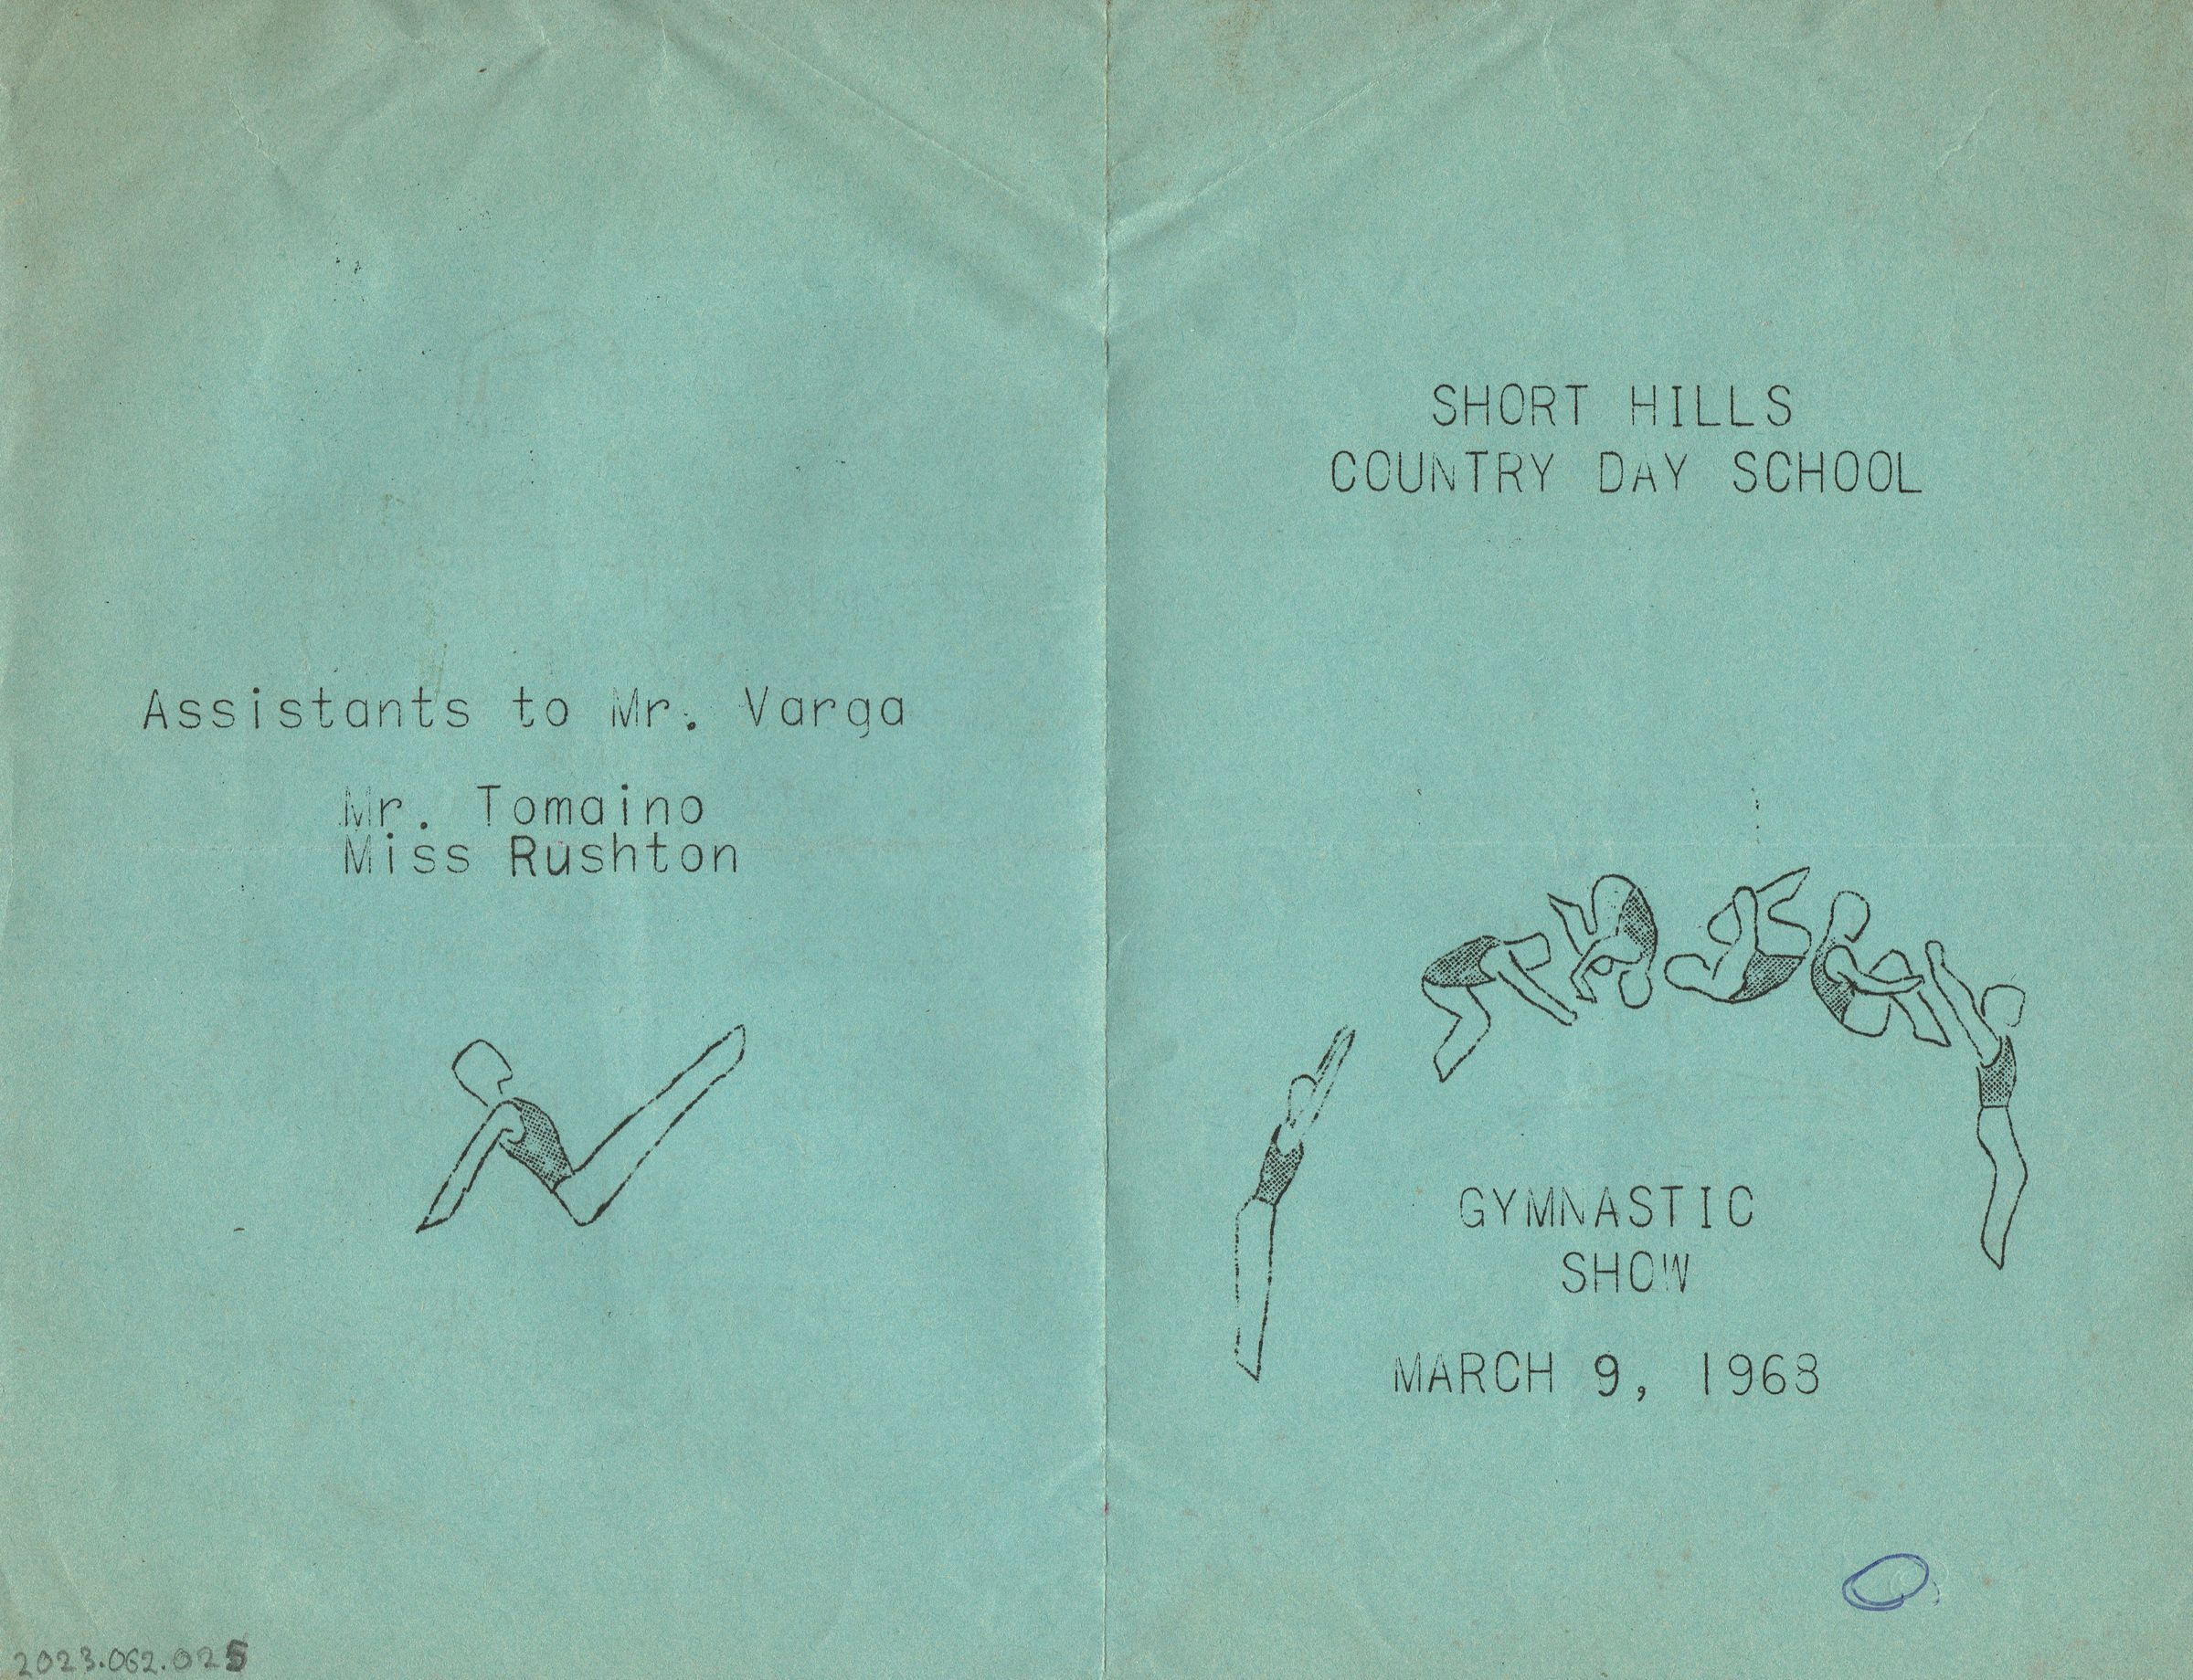 Assistants to Mr. Varga
Mr. Tomaino
Miss Rushton
2023.062.025
SHORT HILLS
COUNTRY DAY SCHOOL
GYMNASTIC
SHOW
MARCH 9, 1968